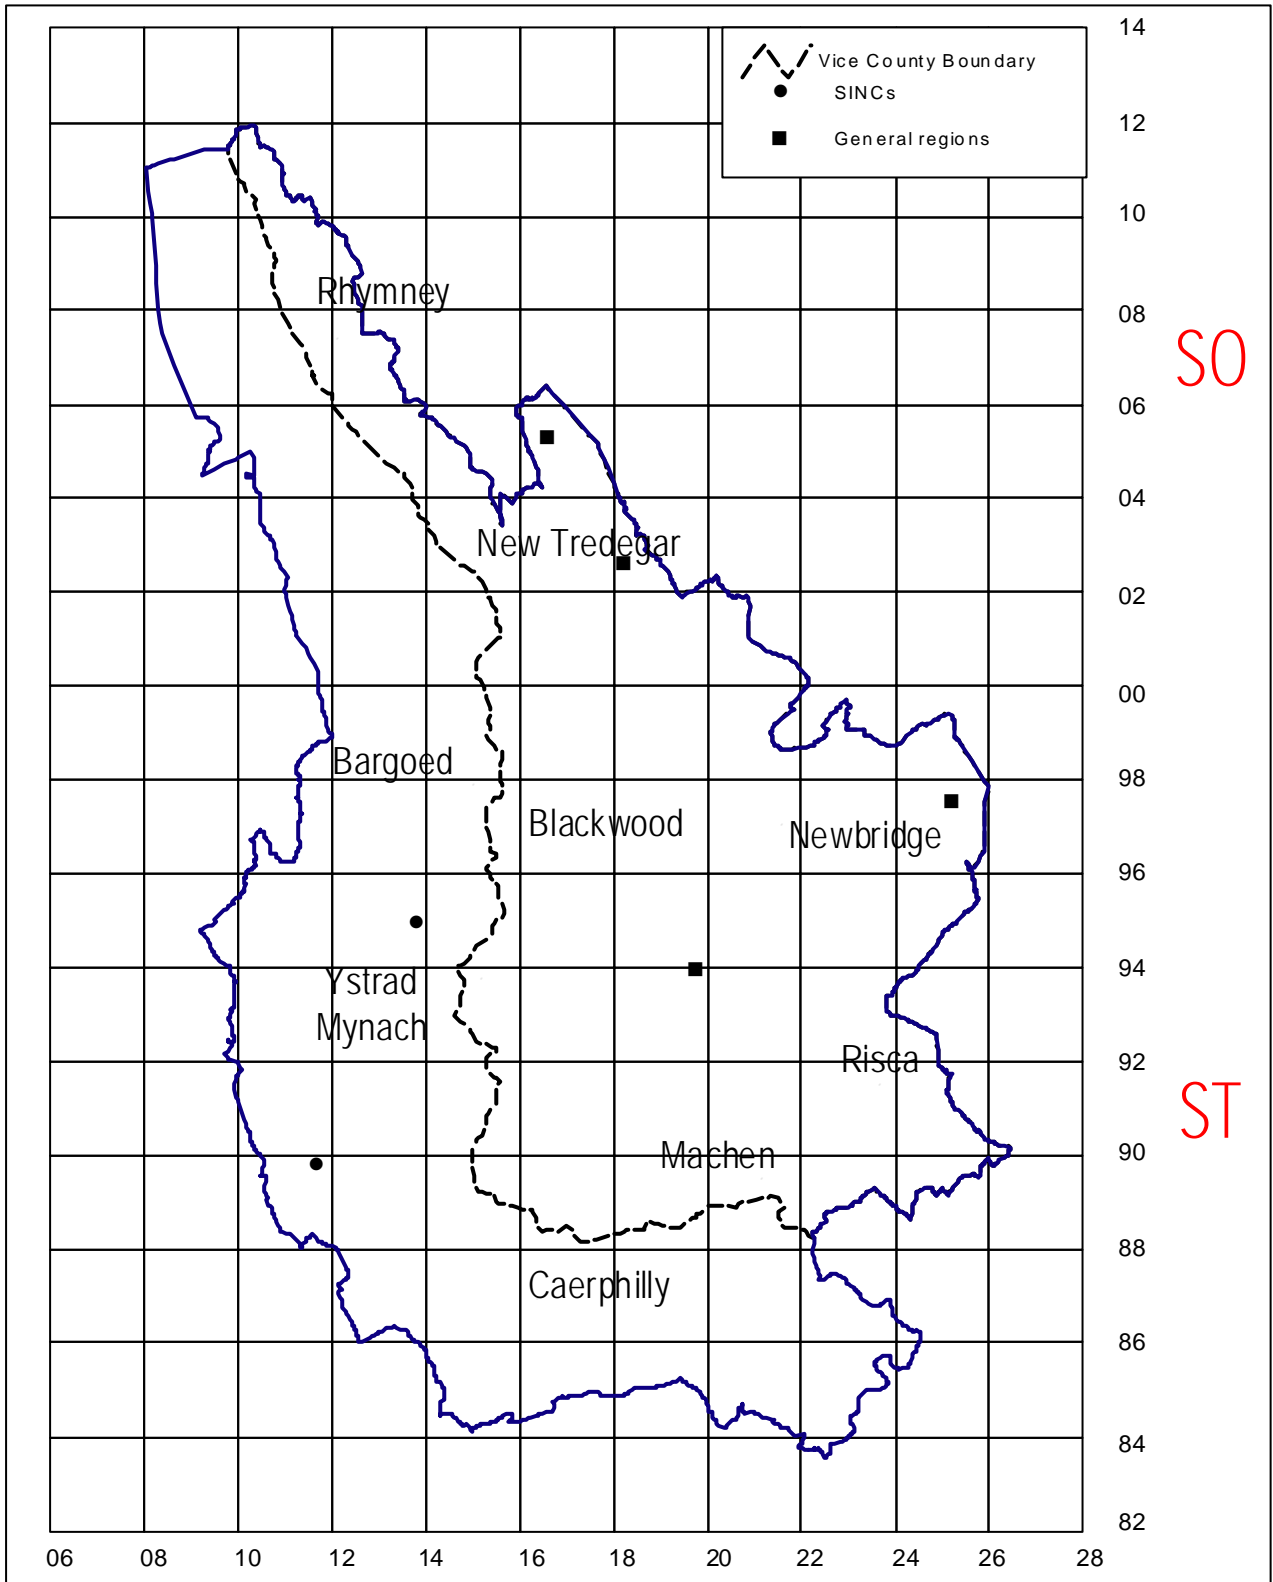 14
Vice County Boundary
SINCs
General regions
12
10
Rhymney
08
SO
06
04
New Tredegar
02
00
Bargoed
98
Blackwood
Newbridge
96
94
Ystrad
Mynach
Risca
92
ST
Machen
90
88
Caerphilly
86
84
82
06 08 10 12 14 16 18 20 22 24 26 28